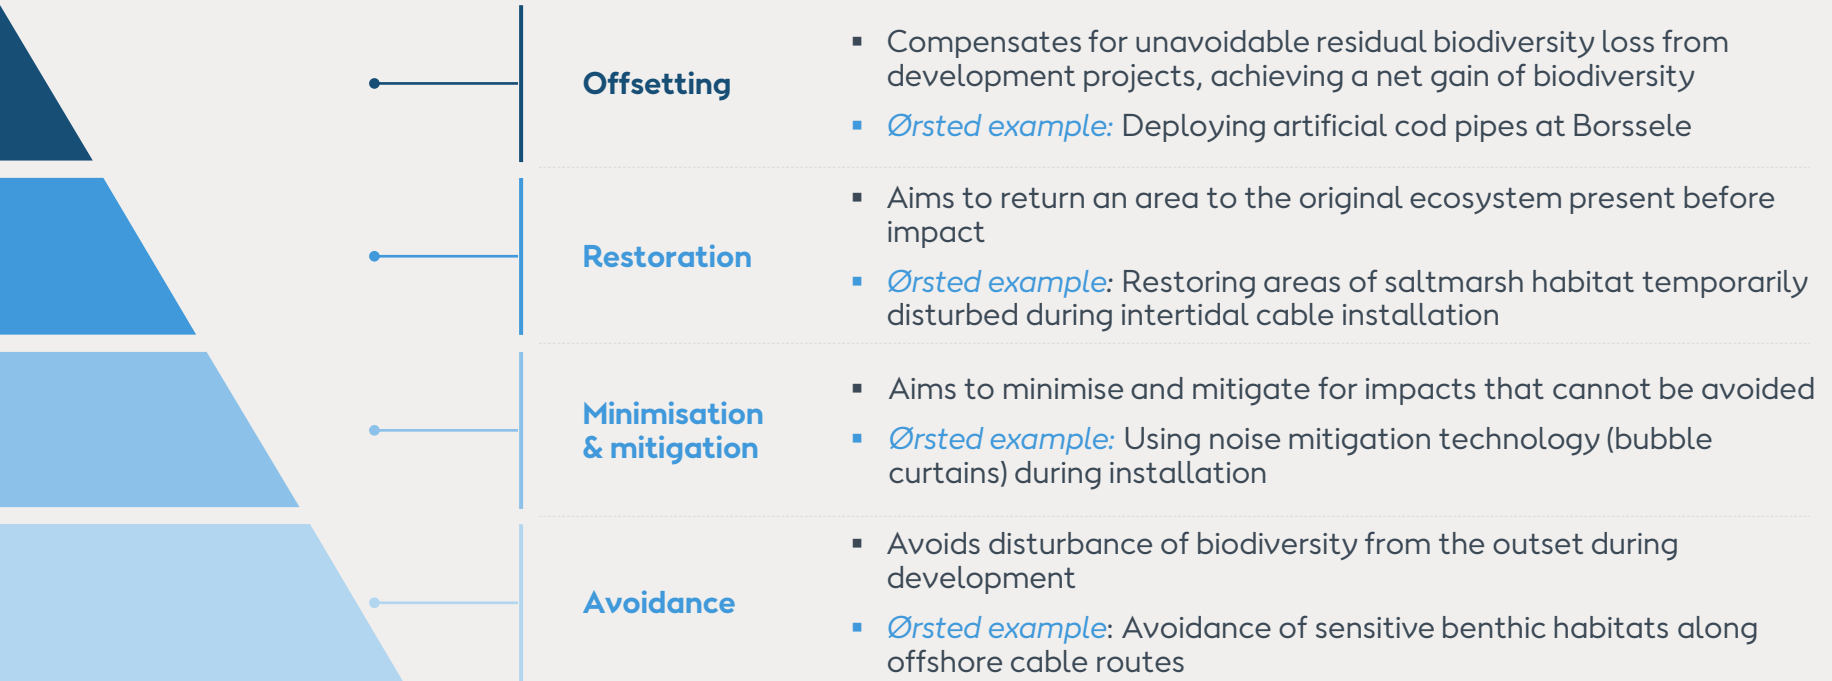 Offsetting
▪ Compensates for unavoidable residual biodiversity loss from
development projects, achieving a net gain of biodiversity
▪ Ørsted example: Deploying artificial cod pipes at Borssele
Restoration
▪ Aims to return an area to the original ecosystem present before
impact
▪ Ørsted example: Restoring areas of saltmarsh habitat temporarily
disturbed during intertidal cable installation
Minimisation
& mitigation
▪ Aims to minimise and mitigate for impacts that cannot be avoided
▪ Ørsted example: Using noise mitigation technology (bubble
curtains) during installation
Avoidance
▪ Avoids disturbance of biodiversity from the outset during
development
▪ Ørsted example: Avoidance of sensitive benthic habitats along
offshore cable routes